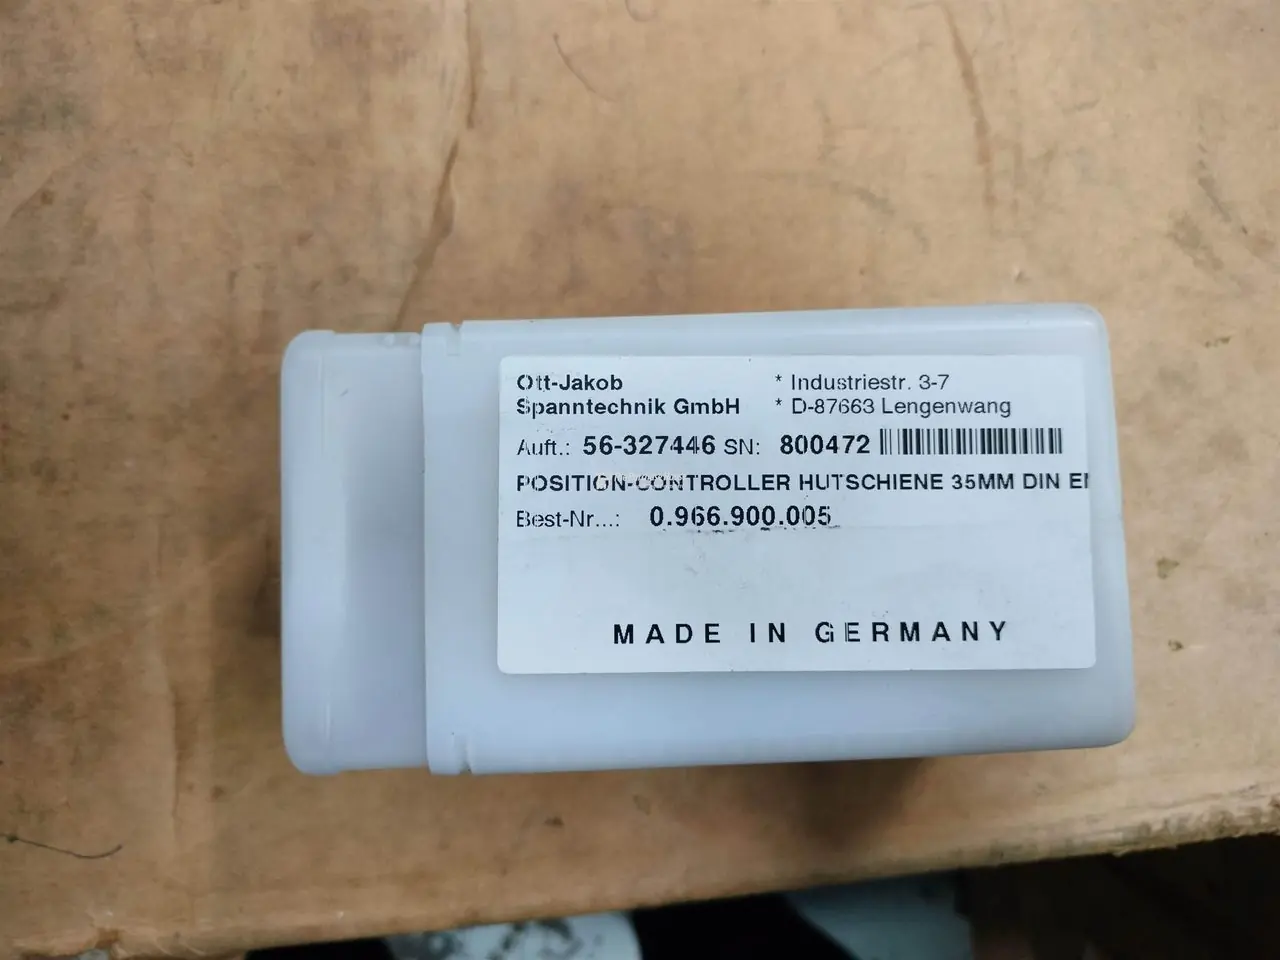 Ott-Jakob * Industriestr. 3-7
Spanntechnik GmbH * D-87663 Lengenwang
Auft.: 56-327446 SN: 800472
POSITION-CONTROLLER HUTSCHIENE 35MM DIN
Best-Nr...: 0.966.900.005
MADE IN GERMANY